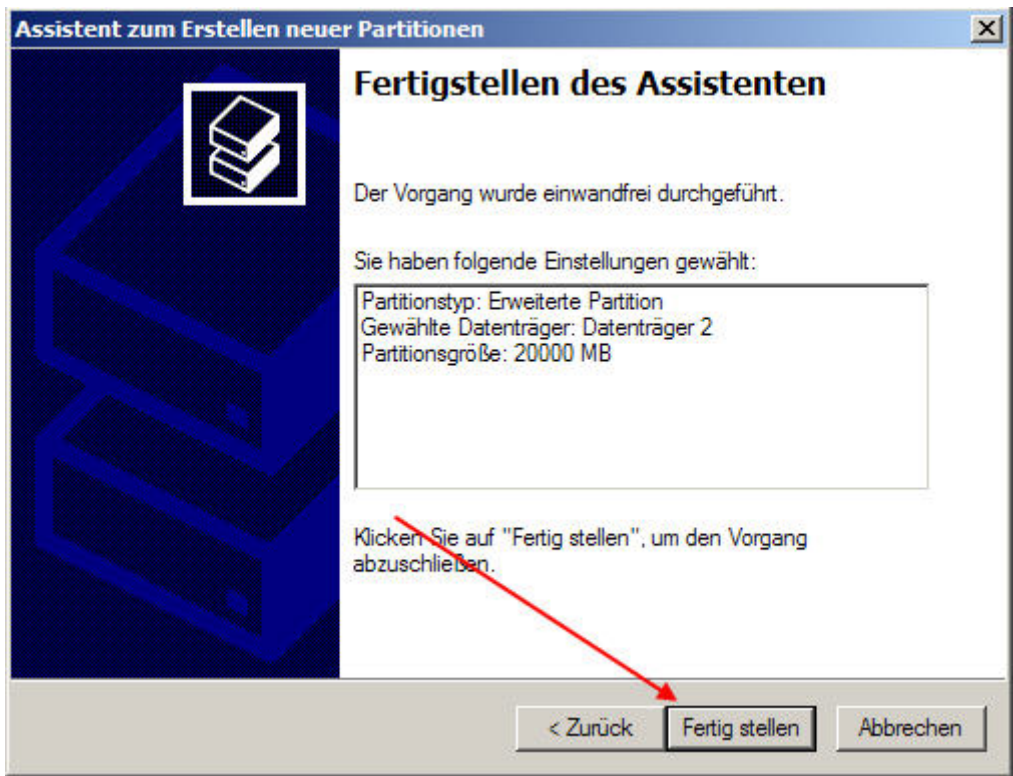 Assistent zum Erstellen neuer Partitionen
Fertigstellen des Assistenten
Der Vorgang wurde einwandfrei durchgeführt.
Sie haben folgende Einstellungen gewählt:
Partitionstyp: Erweiterte Partition
Gewählte Datenträger: Datenträger 2
Partitionsgröße: 20000 MB
Klicken Sie auf "Fertig stellen", um den Vorgang
abzuschließen.
< Zurück Fertig stellen Abbrechen